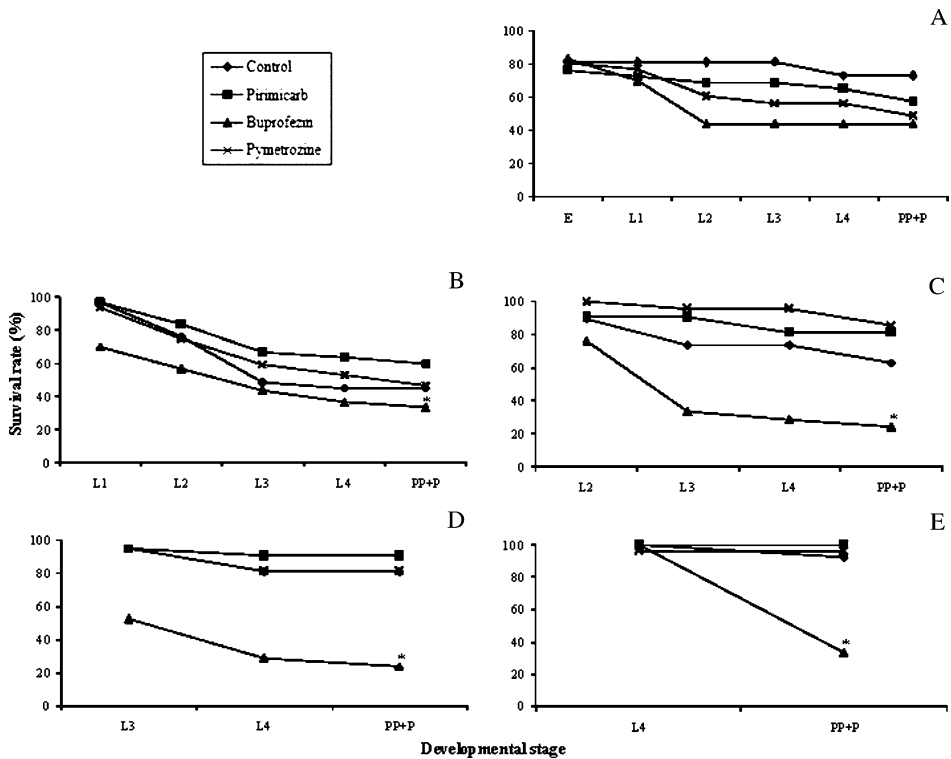 A
Control
Pirimicarb
Buprofezin
Pymetrozine
100
80
60
40
20
0
E L1 L2 L3 L4 PP+P
B
Survival rate (%)
100
80
60
40
20
0
*
L1 L2 L3 L4 PP+P
C
100
80
60
40
20
0
*
L2 L3 L4 PP+P
D
100
80
60
40
20
0
*
L3 L4 PP+P
E
100
80
60
40
20
0
*
L4 PP+P
Developmental stage